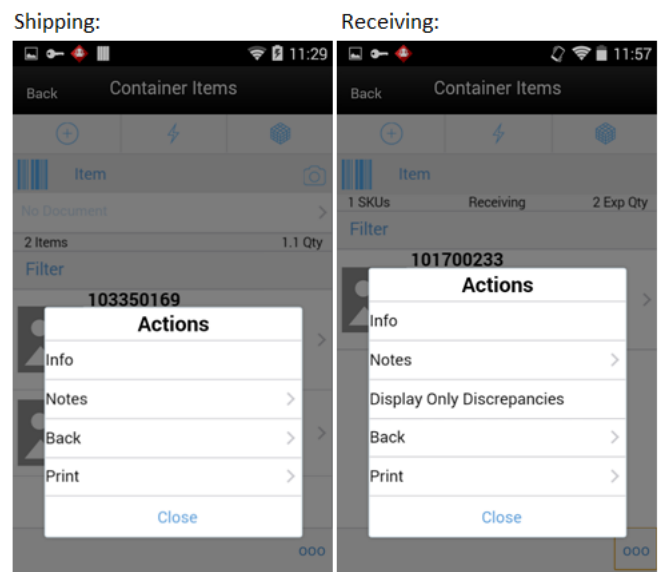 Shipping:
11:29
Back
Container Items
Item
No Document
2 Items
1.1 Qty
Filter
103350169
Actions
Info
Notes
Back
Print
Close
Receiving:
11:57
Back
Container Items
Item
1 SKUs
Receiving
2 Exp Qty
Filter
101700233
Actions
Info
Notes
Display Only Discrepancies
Back
Print
Close